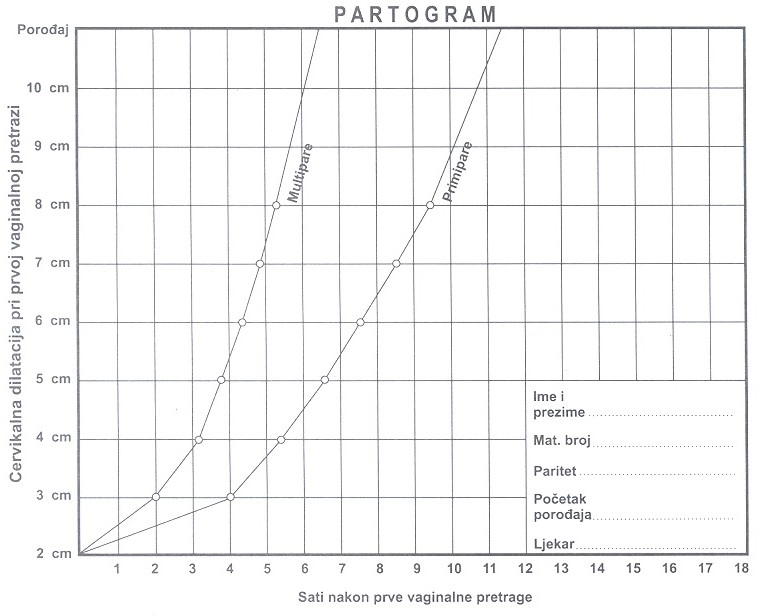 PARTOGRAM
Porođaj
10 cm
9 cm
8 cm
7 cm
6 cm
5 cm
4 cm
3 cm
2 cm
Cervikalna dilatacija pri prvoj vaginalnoj pretrazi
Multipare
Primipare
Ime i
prezime
Mat. broj
Paritet
Početak
porođaja
Ljekar
1 2 3 4 5 6 7 8 9 10 11 12 13 14 15 16 17 18
Sati nakon prve vaginalne pretrage